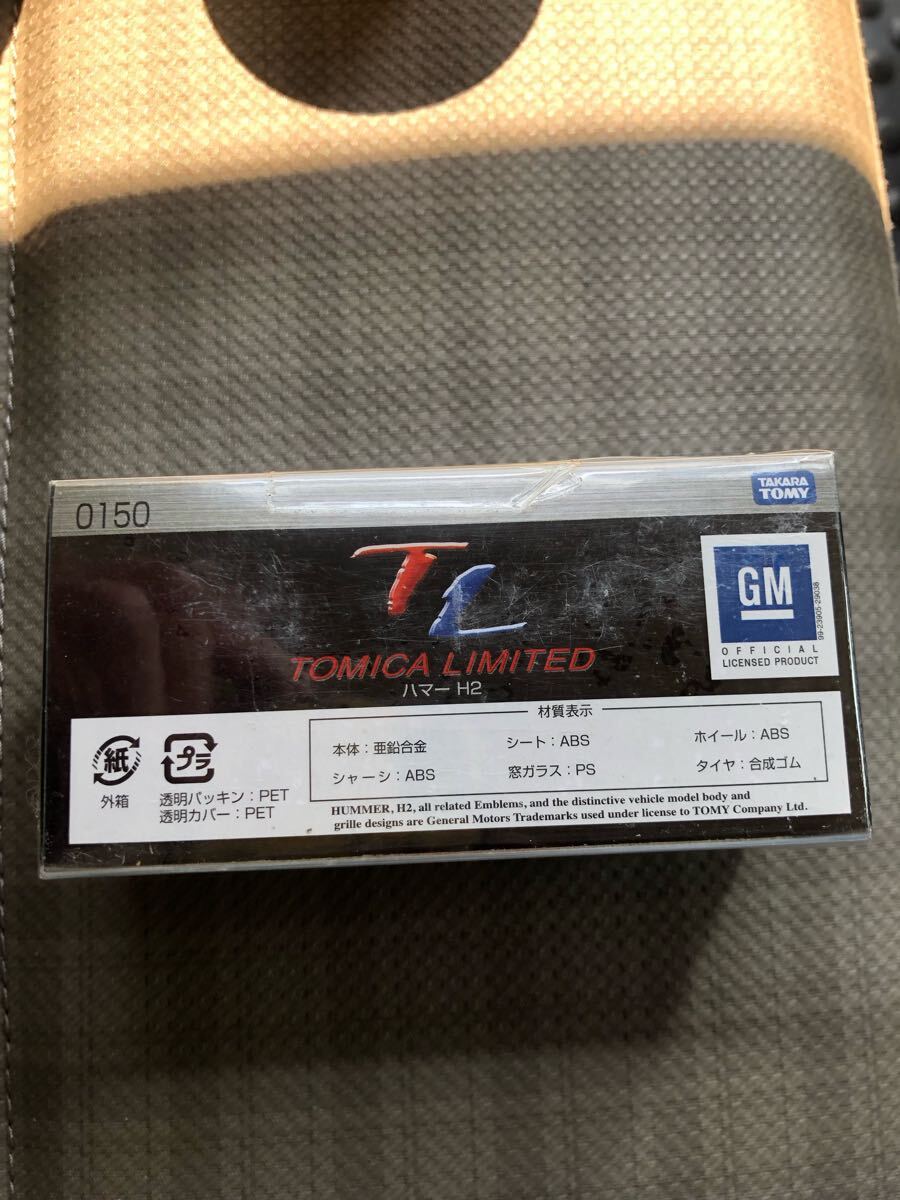 0150
TAKARA
TOMY
TL
TOMICA LIMITED
ハマー H2
GM
OFFICIAL
LICENSED PRODUCT
99-23905-29038
紙
外箱
プラ
透明パッキン：PET
透明カバー：PET
材質表示
本体：亜鉛合金 シート：ABS ホイール：ABS
シャーシ：ABS 窓ガラス：PS タイヤ：合成ゴム
HUMMER, H2, all related Emblems, and the distinctive vehicle model body and
grille designs are General Motors Trademarks used under license to TOMY Company Ltd.